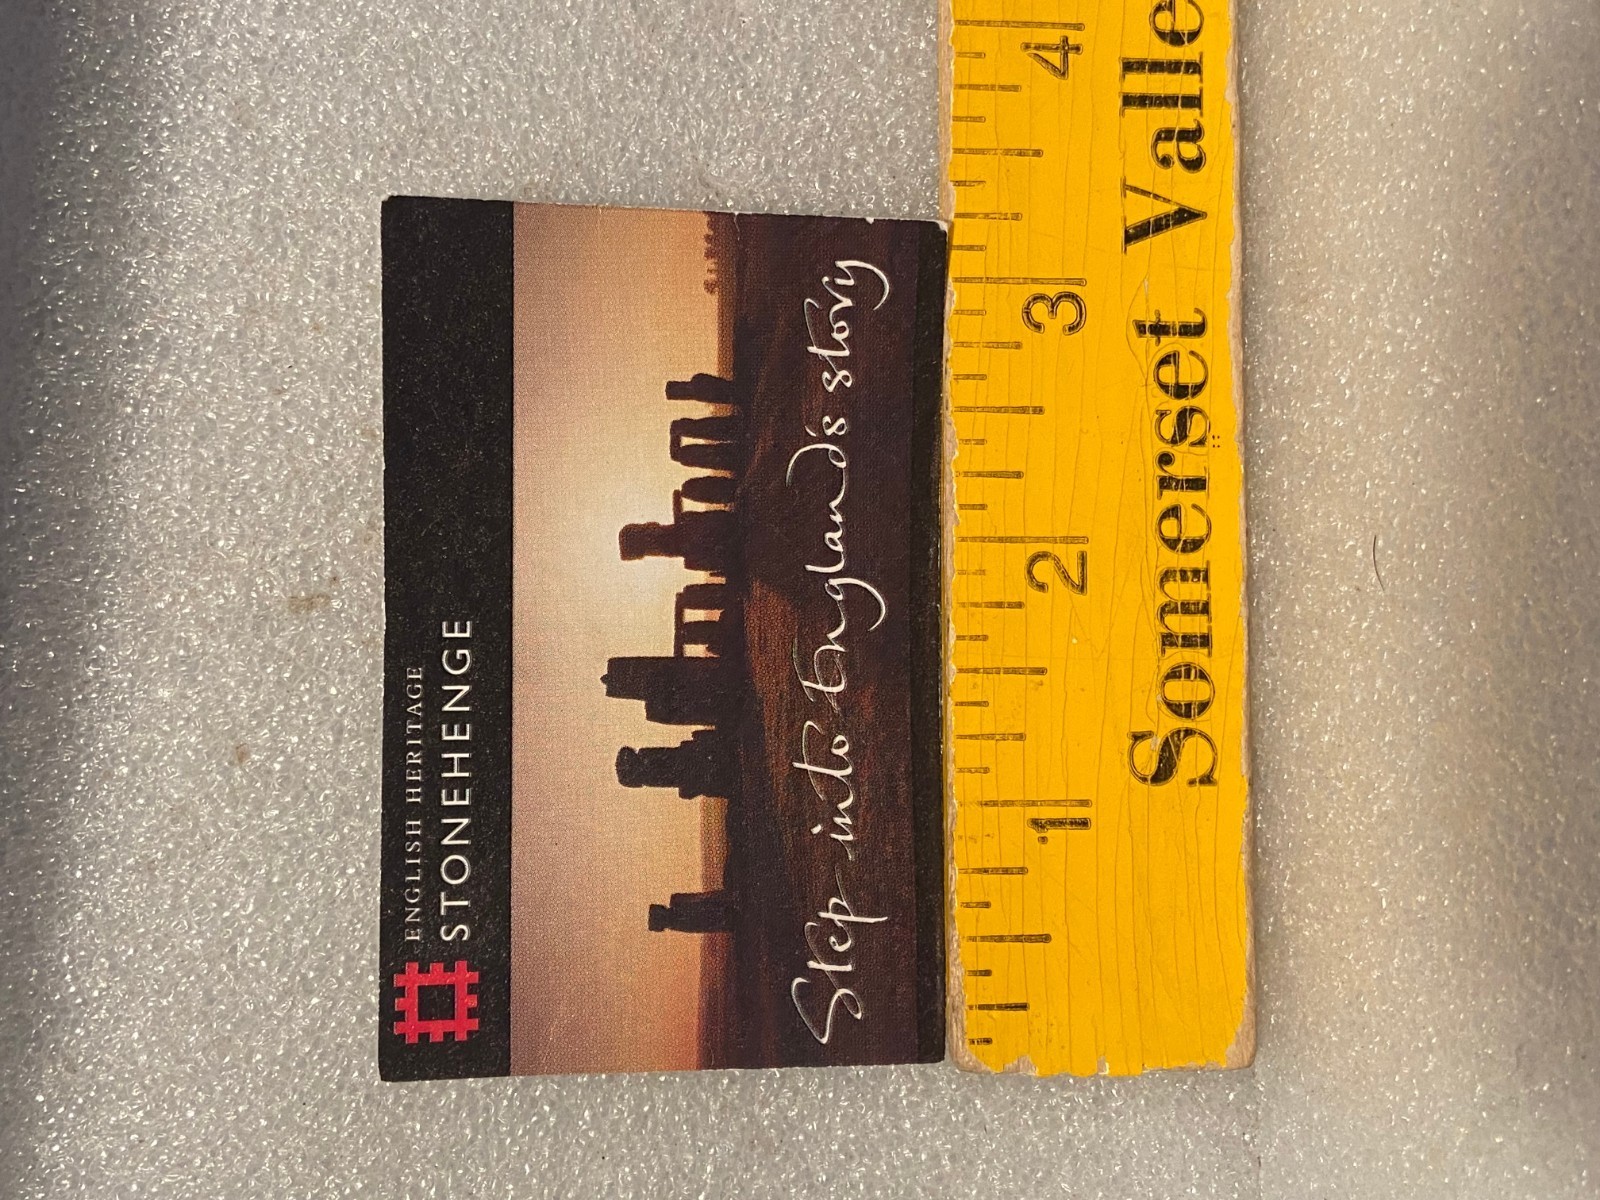 ENGLISH HERITAGE
STONEHENGE
Step into England's story
1 2 3 4
Somerset Valle